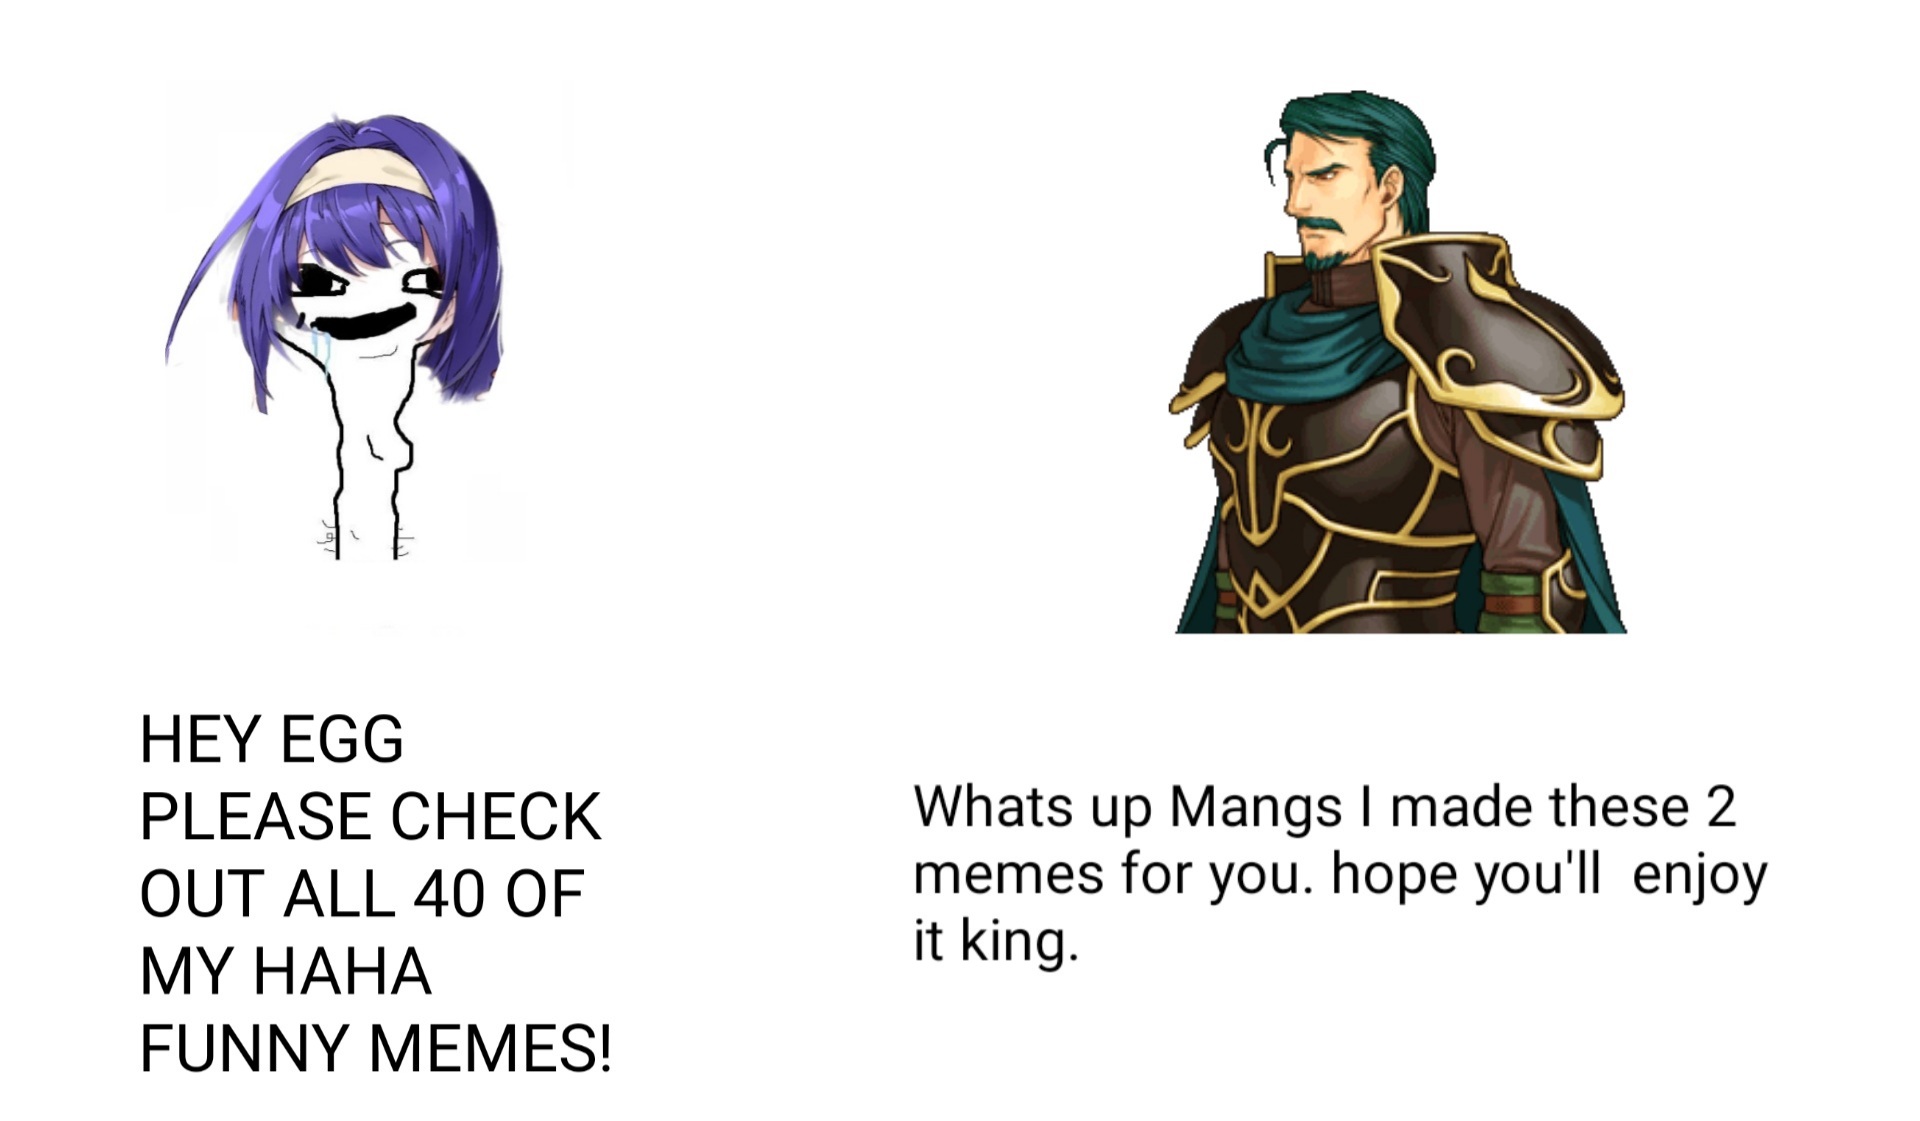 HEY EGG
PLEASE CHECK
OUT ALL 40 OF
MY HAHA
FUNNY MEMES!
Whats up Mangs I made these 2
memes for you. hope you'll  enjoy
it king.